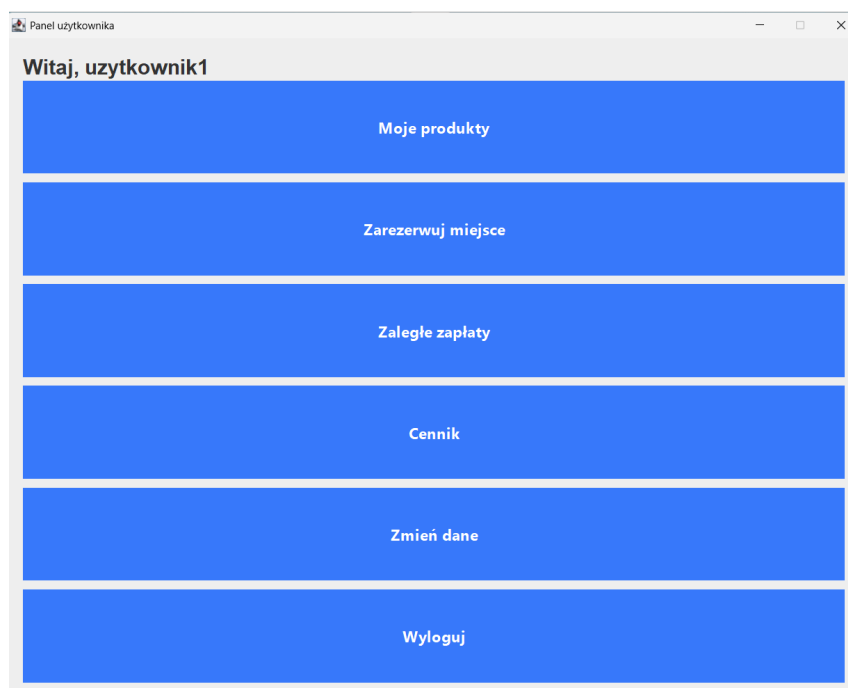 Panel użytkownika
Witaj, uzytkownik1
Moje produkty
Zarezerwuj miejsce
Zaległe zapłaty
Cennik
Zmień dane
Wyloguj